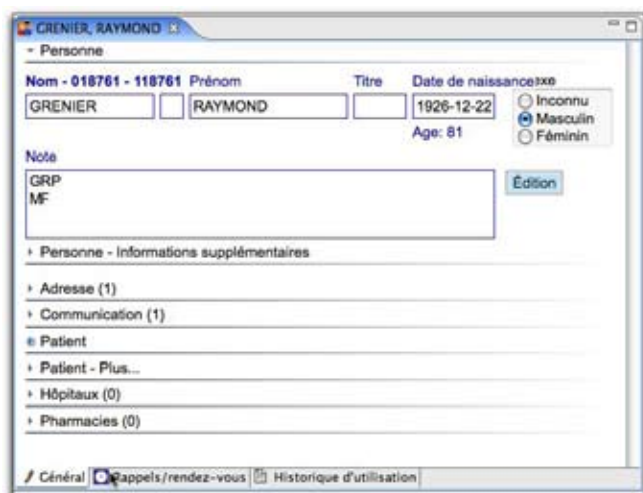 GRENIER, RAYMOND
Personne
Nom - 018761 - 118761 Prénom Titre Date de naissance exe
GRENIER RAYMOND 1926-12-22 Inconnu
Masculin
Age: 81 Féminin
Note
GRP
MF
Édition
Personne - Informations supplémentaires
Adresse (1)
Communication (1)
Patient
Patient - Plus...
Hôpitaux (0)
Pharmacies (0)
Général Rappels/rendez-vous Historique d'utilisation